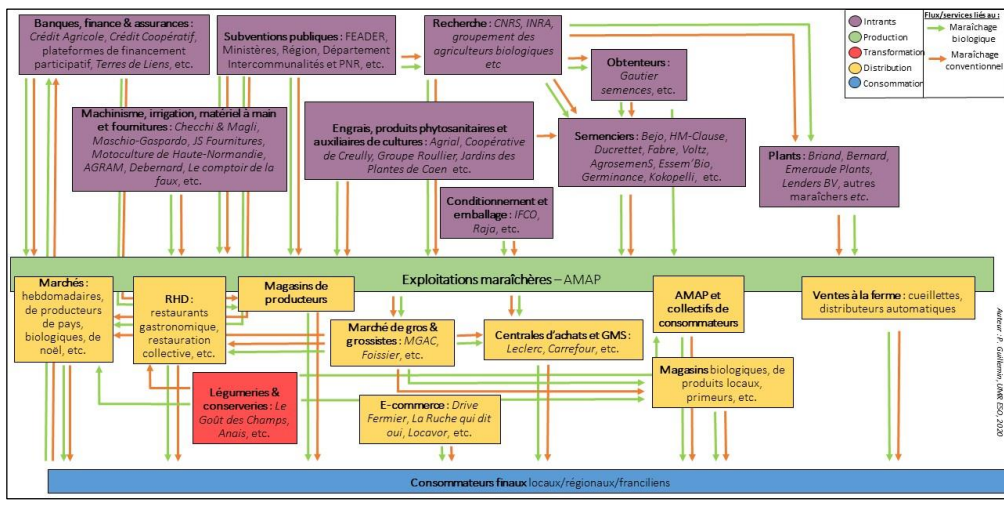 Banques, finance & assurances :
Crédit Agricole, Crédit Coopératif,
plateformes de financement
participatif, Terres de Liens, etc.
Subventions publiques : FEADER,
Ministères, Région, Département
Intercommunalités et PNR, etc.
Recherche : CNRS, INRA,
groupement des
agriculteurs biologiques
etc
Obtenteurs :
Gautier
semences, etc.
Intrants
Production
Transformation
Distribution
Consommation
Flux/services liés au :
Maraîchage
biologique
Maraîchage
conventionnel
Machinisme, irrigation, matériel à main
et fournitures : Checchi & Magli,
Maschio-Gaspardo, JS Fournitures,
Motoculture de Haute-Normandie,
AGRAM, Debernard, Le comptoir de la
faux, etc.
Engrais, produits phytosanitaires et
auxiliaires de cultures : Agrial, Coopérative
de Creully, Groupe Roullier, Jardins des
Plantes de Caen, etc.
Semenciers : Bejo, HM-Clause,
Ducrettet, Fabre, Voltz,
AgrosemenS, Essem'Bio,
Germinance, Kokopelli, etc.
Plants : Briand, Bernard,
Emeraude Plants,
Lenders BV, autres
maraîchers etc.
Conditionnement et
emballage : IFCO,
Raja, etc.
Exploitations maraîchères – AMAP
Marchés :
hebdomadaires,
de producteurs
de pays,
biologiques, de
noël, etc.
RHD :
restaurants
gastronomique,
restauration
collective, etc.
Magasins de
producteurs
Marché de gros &
grossistes : MGAC,
Foissier, etc.
Centrales d'achats et GMS :
Leclerc, Carrefour, etc.
AMAP et
collectifs de
consommateurs
Ventes à la ferme : cueillettes,
distributeurs automatiques
Magasins biologiques, de
produits locaux,
primeurs, etc.
Légumeries &
conserveries : Le
Goût des Champs,
Anais, etc.
E-commerce : Drive
Fermier, La Ruche qui dit
oui, Locavor, etc.
Consommateurs finaux locaux/régionaux/franciliens
Auteur : P. Guillemin, UMR ESO, 2020